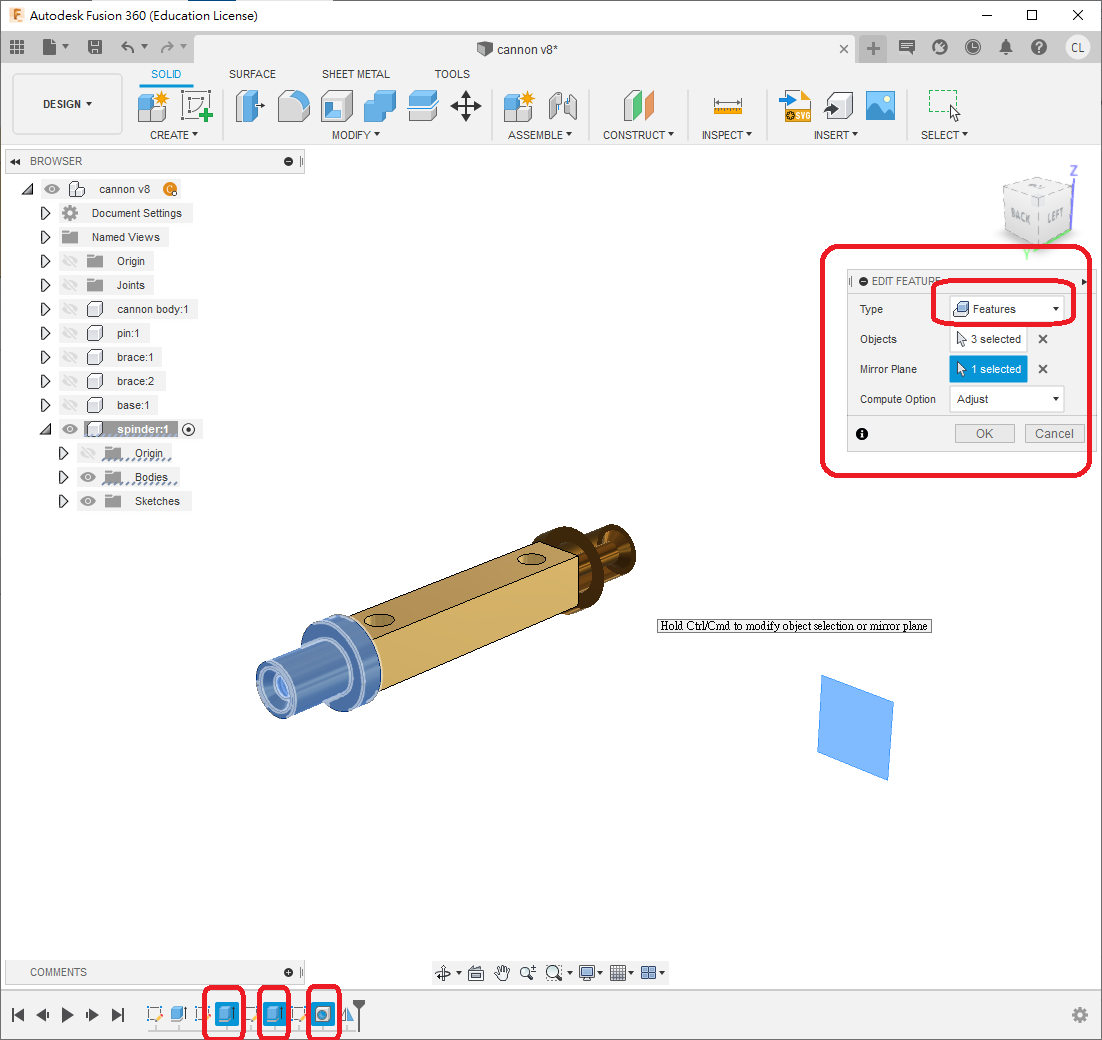 Autodesk Fusion 360 (Education License)
cannon v8*
CL
DESIGN
SOLID SURFACE SHEET METAL TOOLS
SVG
CREATE MODIFY ASSEMBLE CONSTRUCT INSPECT INSERT SELECT
BROWSER
cannon v8
Document Settings
Named Views
Origin
Joints
cannon body:1
pin:1
brace:1
brace:2
base:1
spinder:1
Origin
Bodies
Sketches
Z
BACK LEFT
Y
EDIT FEATURE
Type Features
Objects 3 selected
Mirror Plane 1 selected
Compute Option Adjust
OK Cancel
Hold Ctrl/Cmd to modify object selection or mirror plane
COMMENTS